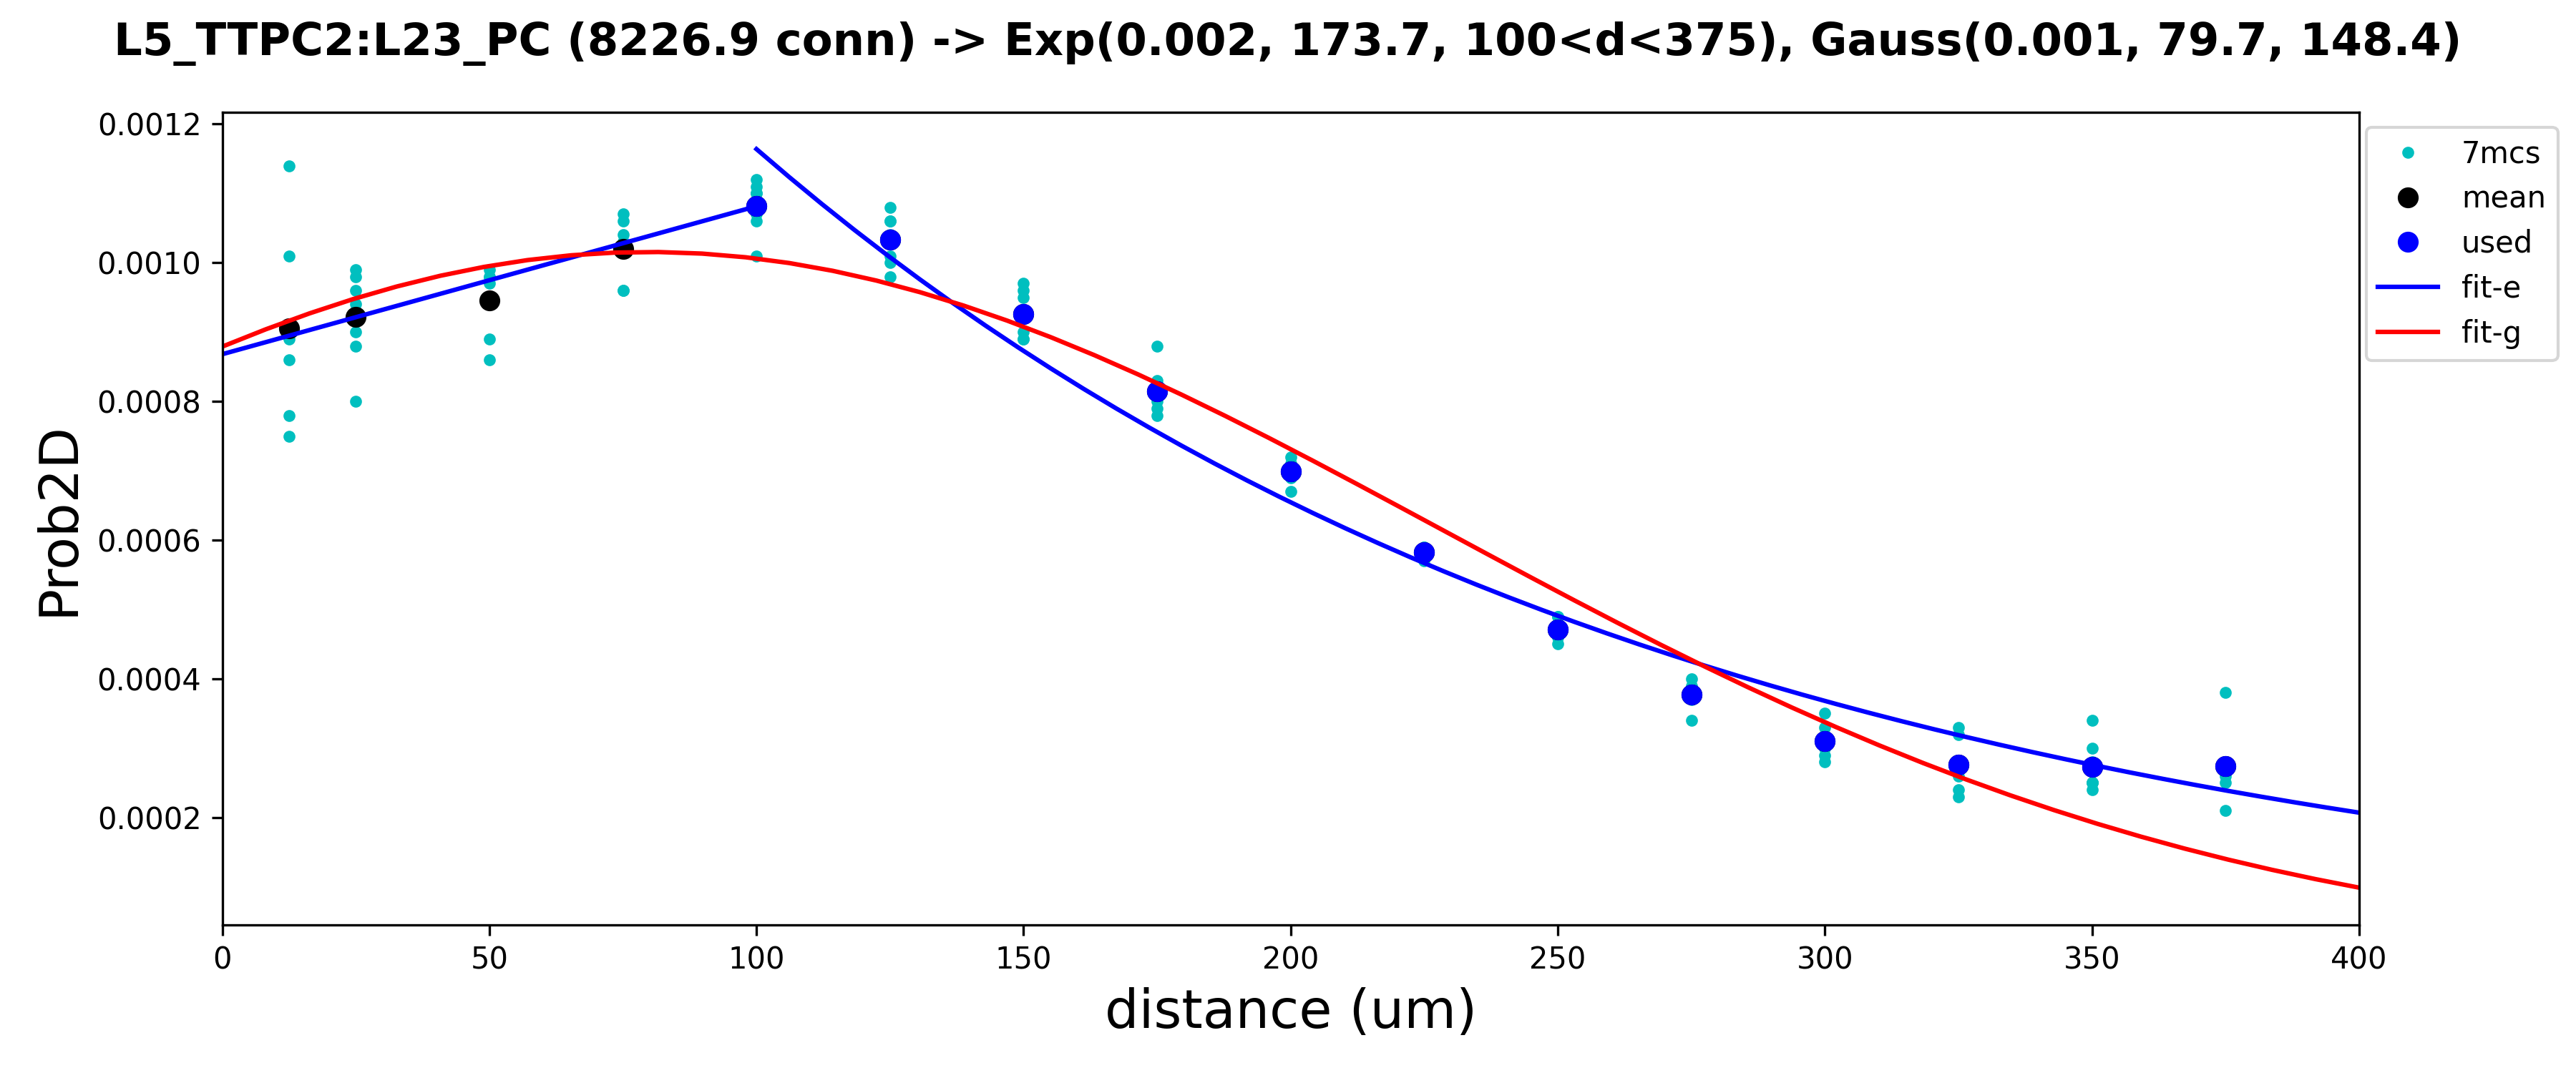 L5_TTPC2:L23_PC (8226.9 conn) -> Exp(0.002, 173.7, 100<d<375), Gauss(0.001, 79.7, 148.4)
0.0012
0.0010
0.0008
0.0006
0.0004
0.0002
Prob2D
0 50 100 150 200 250 300 350 400
distance (um)
7mcs
mean
used
fit-e
fit-g